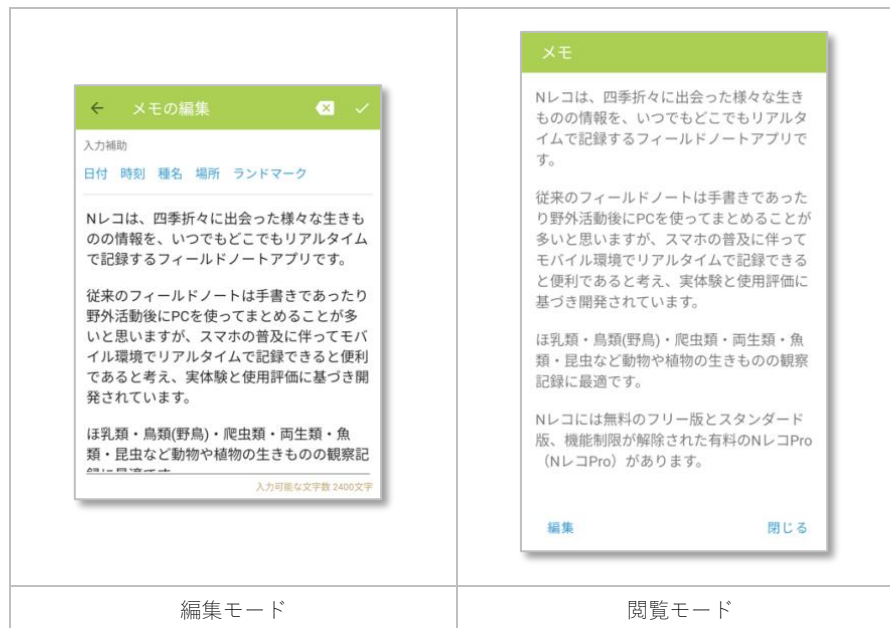 メモの編集
入力補助
日付 時刻 種名 場所 ランドマーク
Nレコは、四季折々に出会った様々な生きも
のの情報を、いつでもどこでもリアルタイム
で記録するフィールドノートアプリです。
従来のフィールドノートは手書きであったり
野外活動後にPCを使ってまとめることが多
いと思いますが、スマホの普及に伴ってモバ
イル環境でリアルタイムで記録できると便利
であると考え、実体験と使用評価に基づき開
発されています。
ほ乳類・鳥類(野鳥)・爬虫類・両生類・魚
類・昆虫など動物や植物の生きものの観察記
入力可能な文字数 2400文字
編集モード
メモ
Nレコは、四季折々に出会った様々な生き
ものの情報を、いつでもどこでもリアルタ
イムで記録するフィールドノートアプリで
す。
従来のフィールドノートは手書きであった
り野外活動後にPCを使ってまとめることが
多いと思いますが、スマホの普及に伴って
モバイル環境でリアルタイムで記録できる
と便利であると考え、実体験と使用評価に
基づき開発されています。
ほ乳類・鳥類(野鳥)・爬虫類・両生類・魚
類・昆虫など動物や植物の生きものの観察
記録に最適です。
Nレコには無料のフリー版とスタンダード
版、機能制限が解除された有料のNレコPro
（NレコPro）があります。
編集 閉じる
閲覧モード